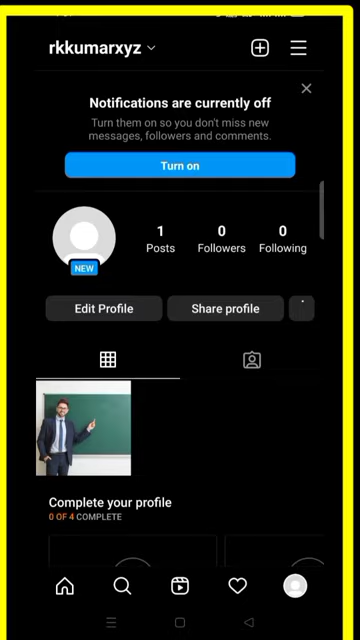 rkkumarxyz
Notifications are currently off
Turn them on so you don't miss new
messages, followers and comments.
Turn on
1 0 0
Posts Followers Following
NEW
Edit Profile Share profile
Complete your profile
0 OF 4 COMPLETE